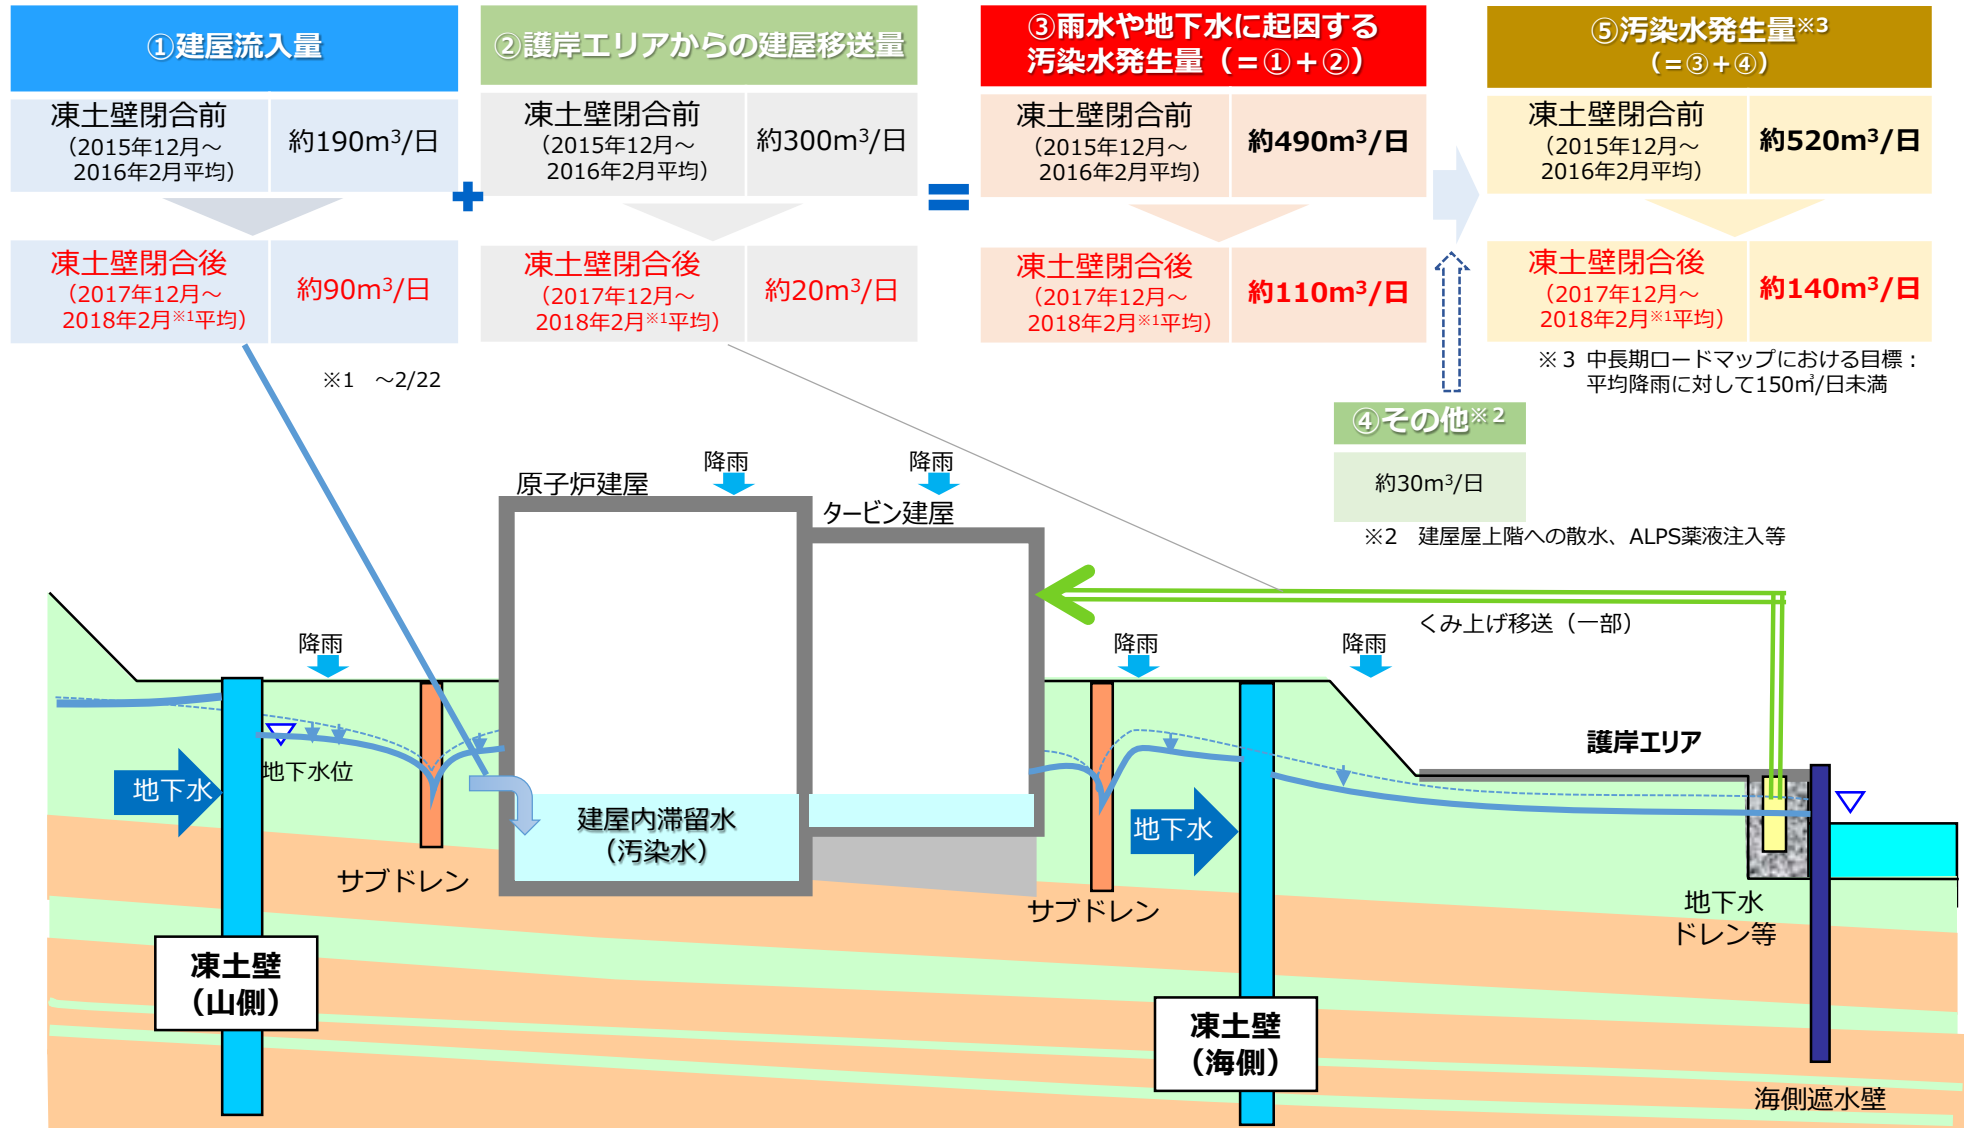 ①建屋流入量
凍土壁閉合前
（2015年12月～
2016年2月平均）
約190m³/日
凍土壁閉合後
（2017年12月～
2018年2月※1平均）
約90m³/日
※1　～2/22
+
②護岸エリアからの建屋移送量
凍土壁閉合前
（2015年12月～
2016年2月平均）
約300m³/日
凍土壁閉合後
（2017年12月～
2018年2月※1平均）
約20m³/日
=
③雨水や地下水に起因する
汚染水発生量（＝①＋②）
凍土壁閉合前
（2015年12月～
2016年2月平均）
約490m³/日
凍土壁閉合後
（2017年12月～
2018年2月※1平均）
約110m³/日
⑤汚染水発生量※3
（＝③＋④）
凍土壁閉合前
（2015年12月～
2016年2月平均）
約520m³/日
凍土壁閉合後
（2017年12月～
2018年2月※1平均）
約140m³/日
※３ 中長期ロードマップにおける目標：
平均降雨に対して150㎥/日未満
④その他※２
約30m³/日
※2　建屋屋上階への散水、ALPS薬液注入等
降雨
降雨
原子炉建屋
タービン建屋
くみ上げ移送（一部）
降雨
降雨
降雨
護岸エリア
地下水位
地下水
建屋内滞留水
（汚染水）
地下水
サブドレン
サブドレン
地下水
ドレン等
凍土壁
（山側）
凍土壁
（海側）
海側遮水壁